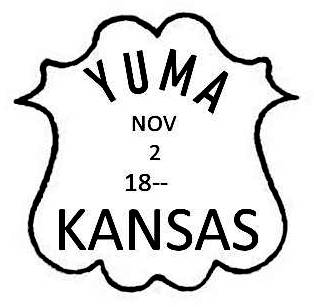 YUMA
NOV
2
18--
KANSAS